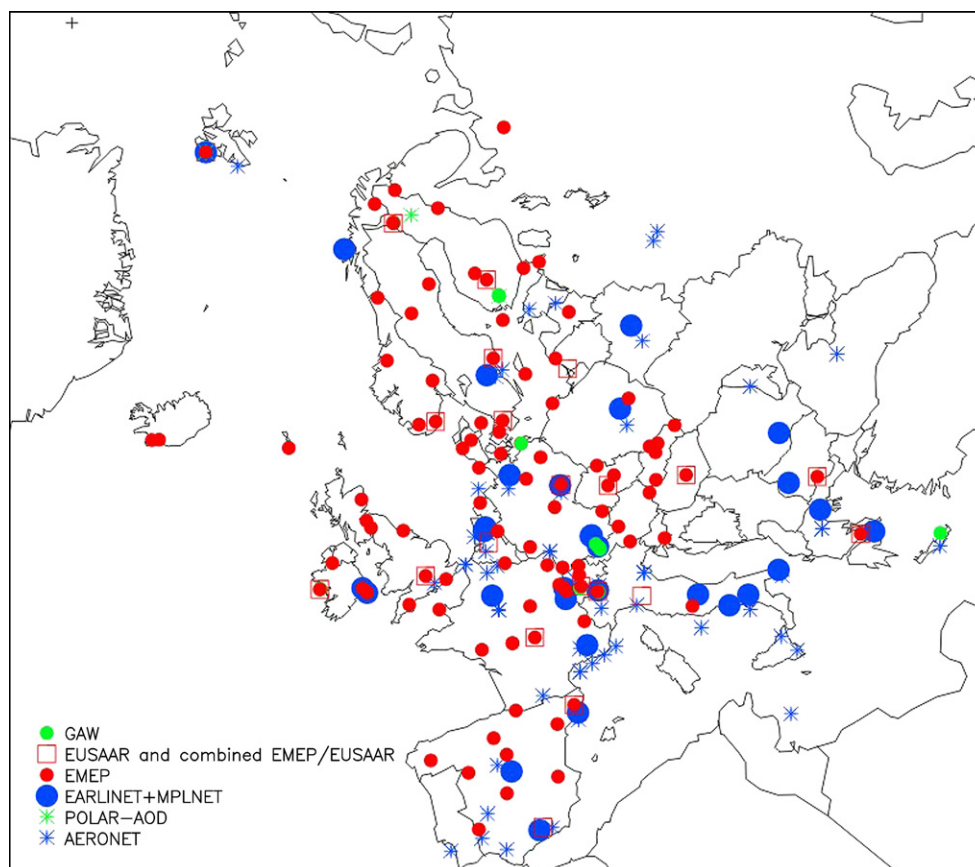 GAW
EUSAAR and combined EMEP/EUSAAR
EMEP
EARLINET+MPLNET
POLAR-AOD
AERONET